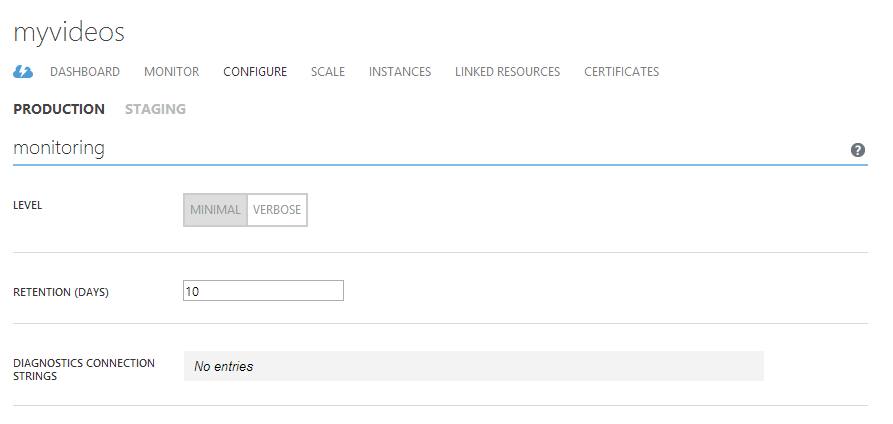 myvideos
DASHBOARD MONITOR CONFIGURE SCALE INSTANCES LINKED RESOURCES CERTIFICATES
PRODUCTION STAGING
monitoring ?
LEVEL MINIMAL VERBOSE
RETENTION (DAYS) 10
DIAGNOSTICS CONNECTION
STRINGS
No entries